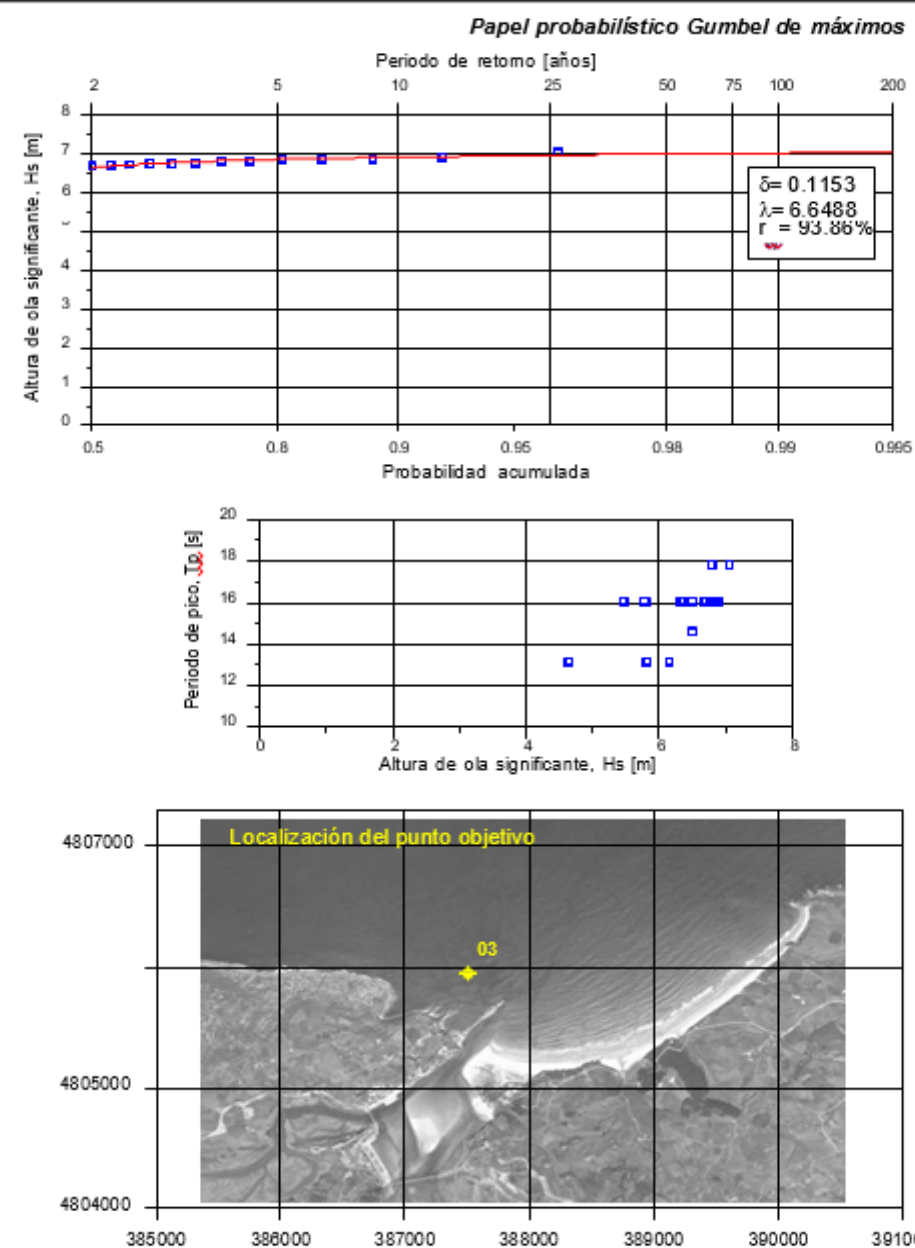 Papel probabilístico Gumbel de máximos
Periodo de retorno [años]
2 5 10 25 50 75 100 200
Altura de ola significante, Hs [m]
8
7
6
4
3
2
1
0
δ= 0.1153
λ= 6.6488
r = 93.86%
0.5 0.8 0.9 0.95 0.98 0.99 0.995
Probabilidad acumulada
Periodo de pico, Tp [s]
20
18
16
14
12
10
0 2 4 6 8
Altura de ola significante, Hs [m]
Localización del punto objetivo
03
4807000
4805000
4804000
385000 386000 387000 388000 389000 390000 39100